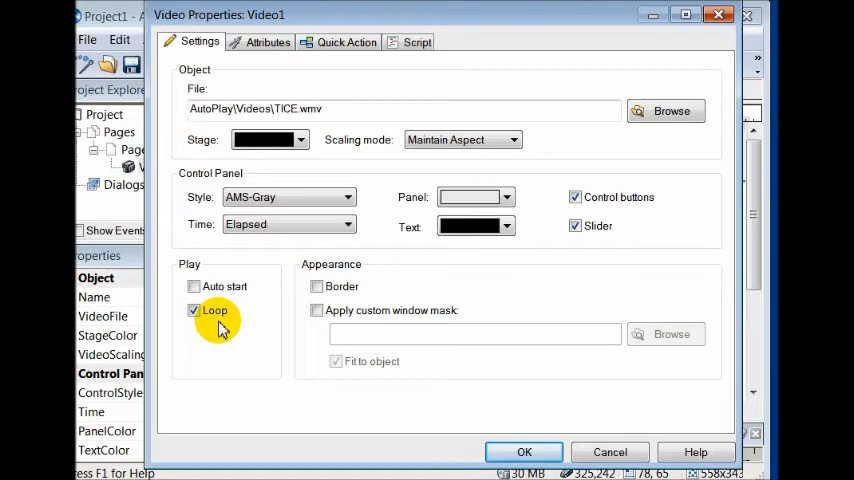 Project1 - A
Video Properties: Video1
File Edit
Settings Attributes Quick Action Script
roject Explore
Object
File:
AutoPlay\Videos\TICE.wmv
Browse
Project
Pages
Page
V
Dialogs
Stage: Scaling mode: Maintain Aspect
Control Panel
Style: AMS-Gray Panel: Control buttons
Time: Elapsed Text: Slider
Show Events
roperties
Play Appearance
Object
Auto start Border
Name
Loop Apply custom window mask:
VideoFile
StageColor
Browse
VideoScaling
Fit to object
Control Pan
ControlStyle
Time
PanelColor
TextColor
OK Cancel Help
ress F1 for Help 30 MB 325,242 78, 65 558x343